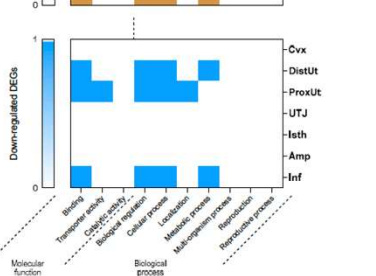 0
1
Down-regulated DEGs
0
Cvx
DistUt
ProxUt
UTJ
Isth
Amp
Inf
Binding
Transporter activity
Catalytic activity
Biological regulation
Cellular process
Localization
Metabolic process
Multi-organism process
Reproduction
Reproductive process
Molecular
function
Biological
process